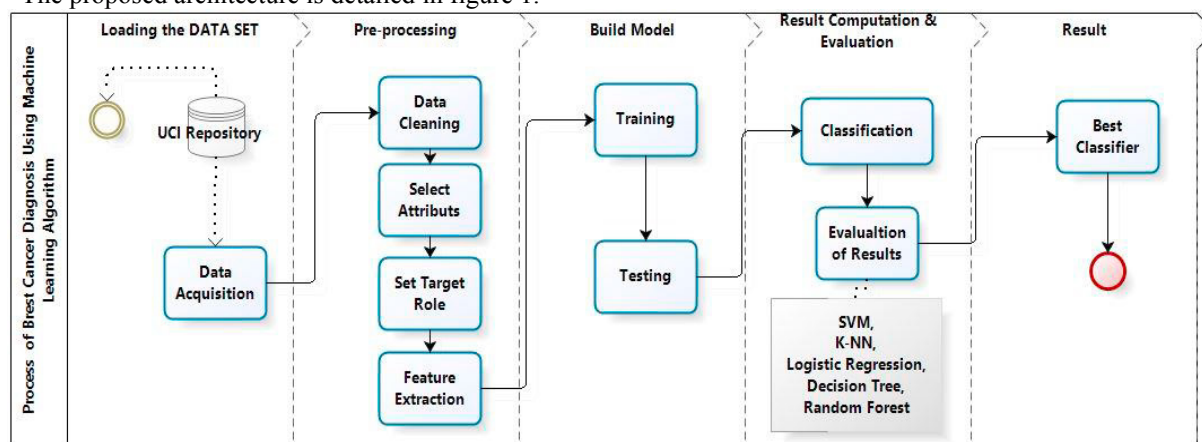 The proposed architecture is detailed in figure 1.
Process of Brest Cancer Diagnosis Using Machine
Learning Algorithm
Loading the DATA SET
UCI Repository
Data
Acquisition
Pre-processing
Data
Cleaning
Select
Attributs
Set Target
Role
Feature
Extraction
Build Model
Training
Testing
Result Computation &
Evaluation
Classification
Evalualtion
of Results
SVM,
K-NN,
Logistic Regression,
Decision Tree,
Random Forest
Result
Best
Classifier